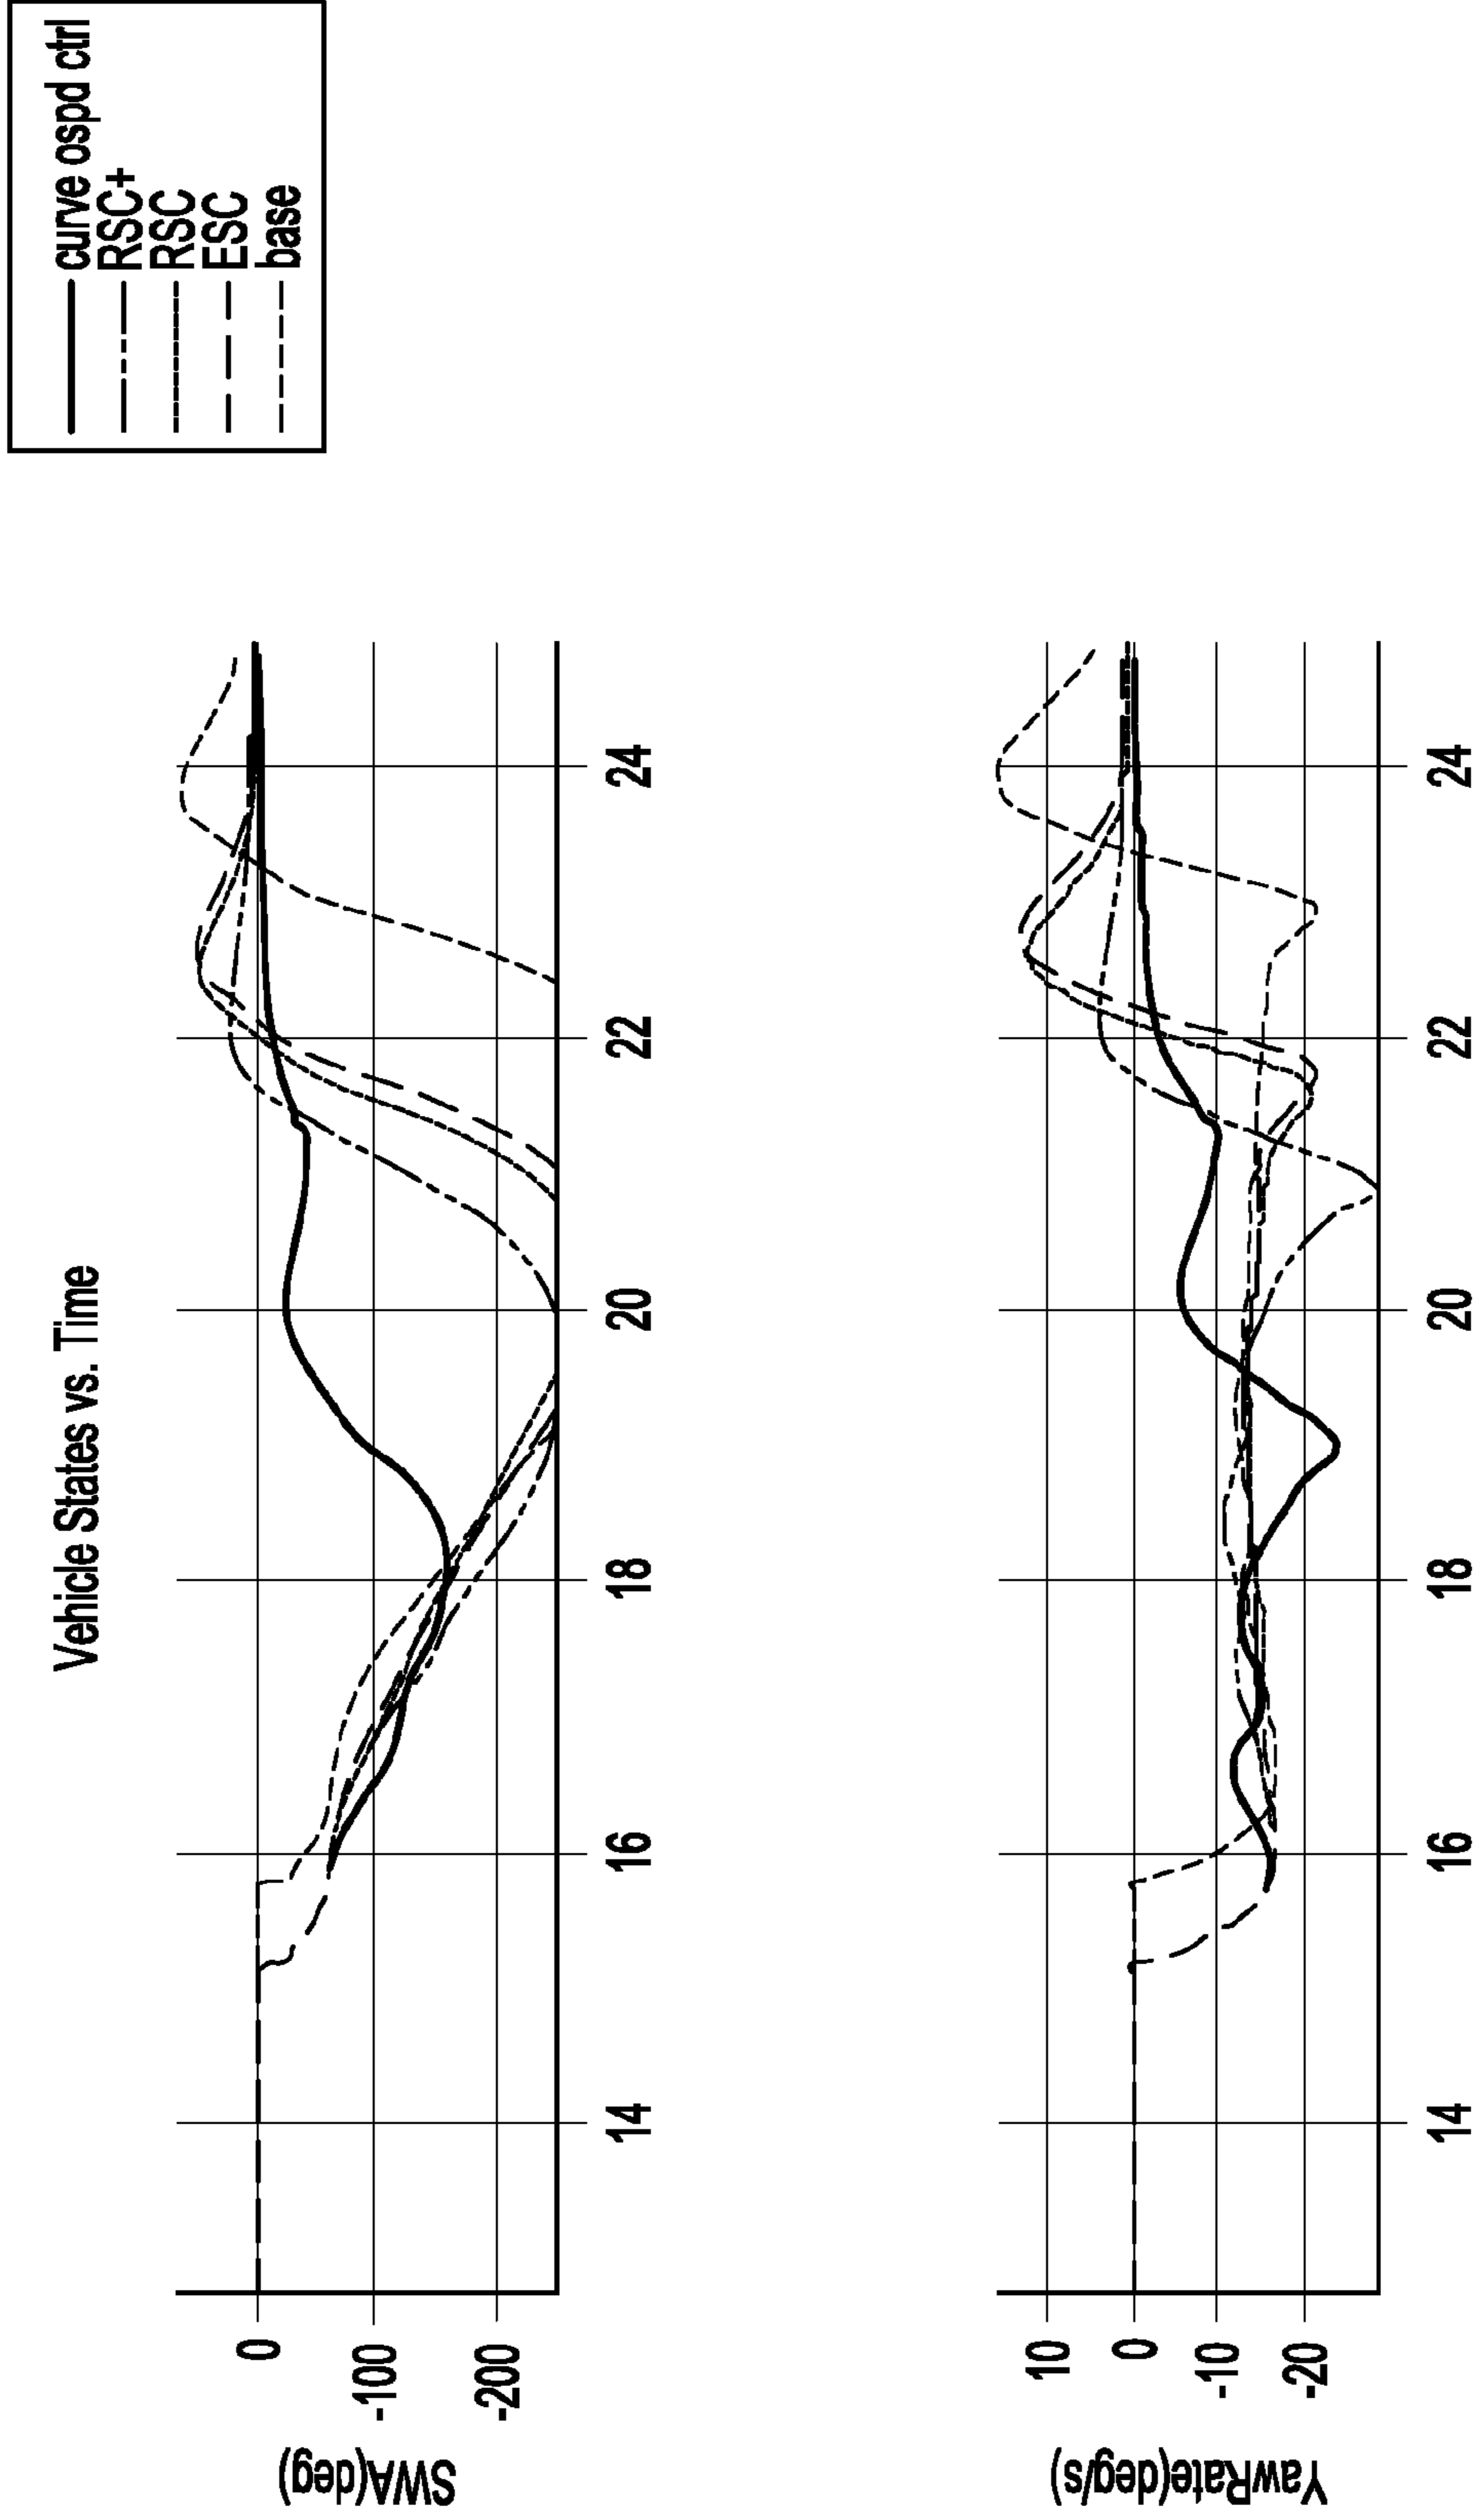 Vehicle States vs. Time
curve ospd ctrl
RSC+
RSC
ESC
base
SWA(deg)
0
-100
-200
14
16
18
20
22
24
YawRate(deg/s)
10
0
-10
-20
14
16
18
20
22
24